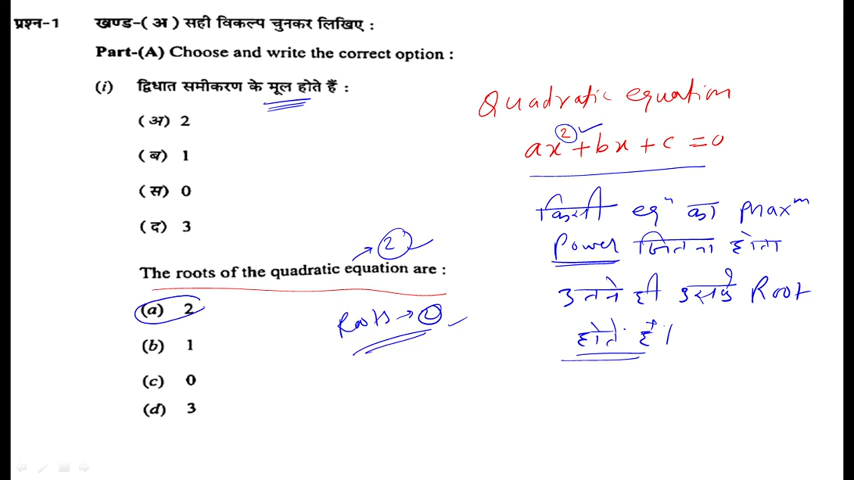 प्रश्न-1 खण्ड-( अ ) सही विकल्प चुनकर लिखिए :
Part-(A) Choose and write the correct option :
(i) द्विधात समीकरण के मूल होते हैं :
(अ) 2
(ब) 1
(स) 0
(द) 3
The roots of the quadratic equation are :
(a) 2
(b) 1
(c) 0
(d) 3
2
Roots → 2
Quadratic equation
ax² + bx + c = 0
किसी eqⁿ का maxᵐ
Power जितना होता
उतने ही उसके Root
होते हैं।